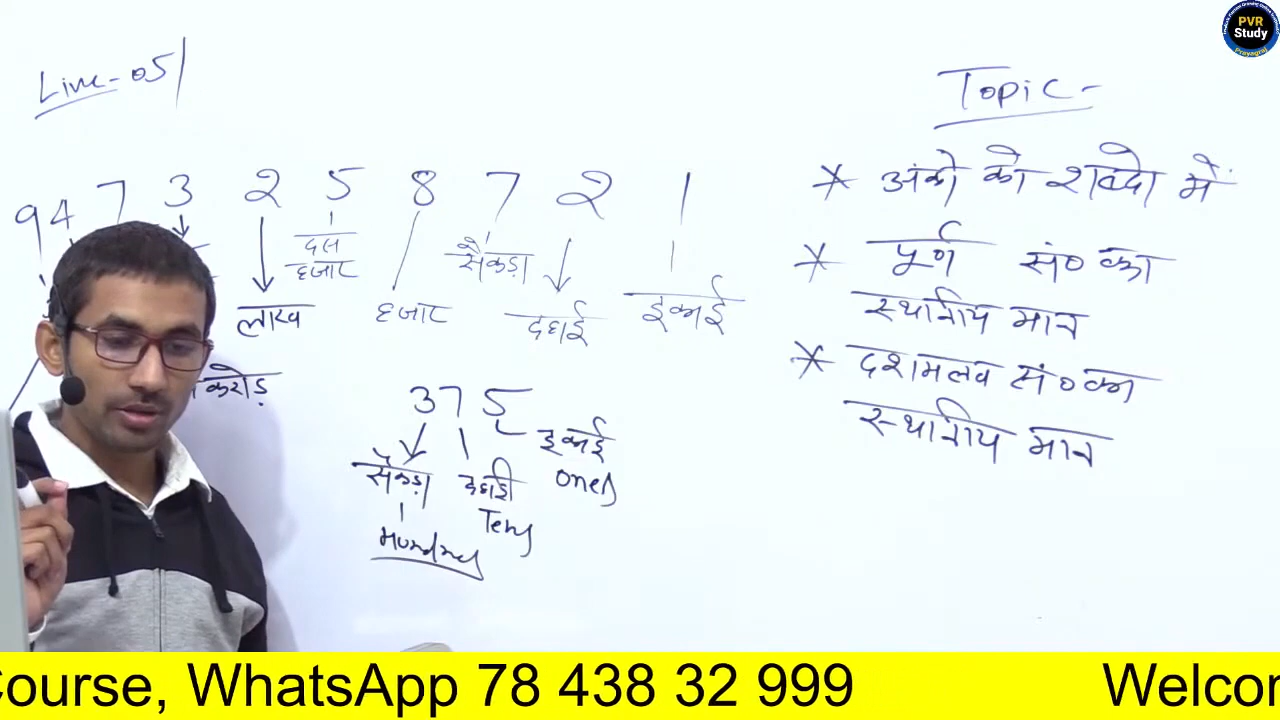 Live-05
Topic-
* अंको को शब्दो में
* पूर्ण सं० का
स्थानीय मान
* दशमलव सं० का
स्थानीय मान
9 4 7 3 2 5 8 7 2 1
दस
हजार
सैकड़ा
लाख हजार दहाई इकाई
करोड़
3 7 5
इकाई
सैकड़ा दहाई ones
Tens
Hundred
PVR
Study
Prayagraj
Course, WhatsApp 78 438 32 999 Welcor